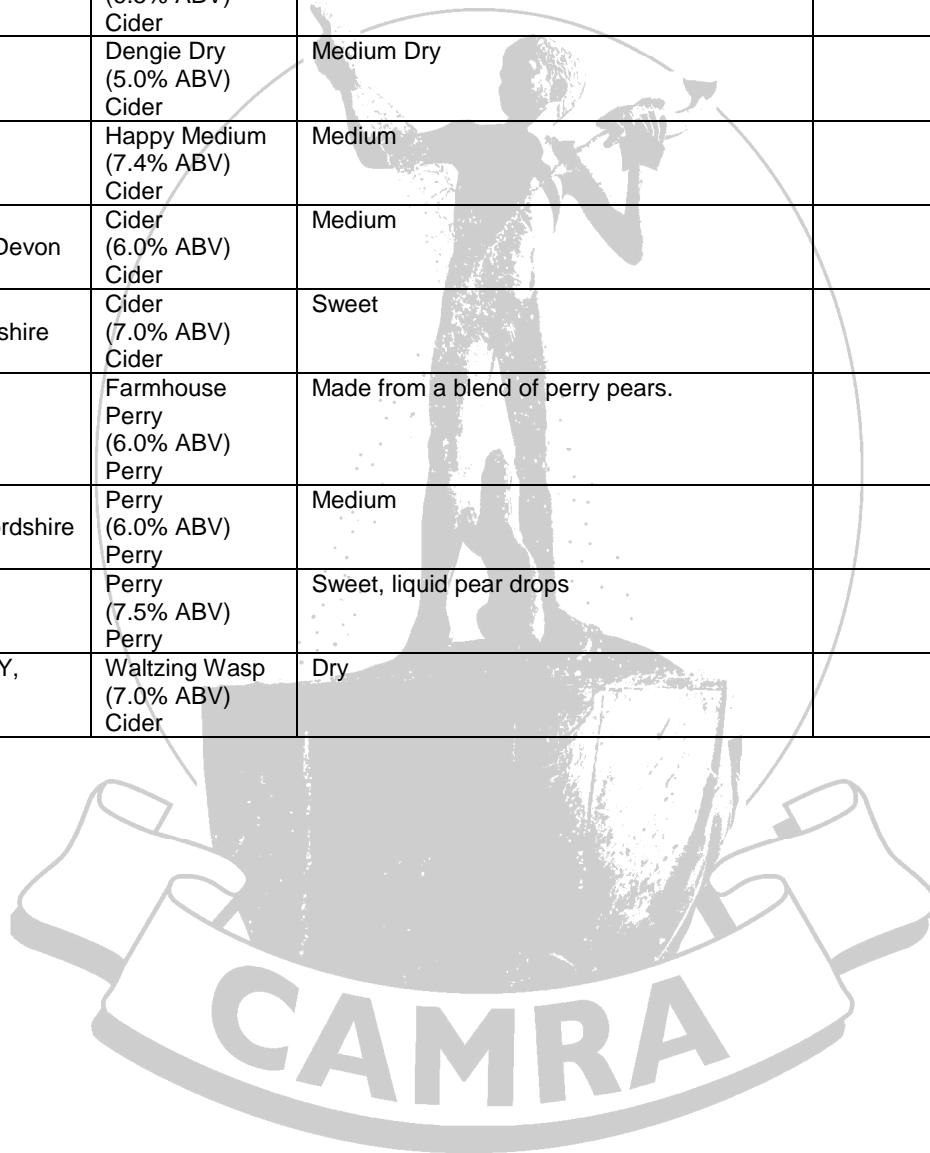 Cider
Dengie Dry
Medium Dry
(5.0% ABV)
Cider
Happy Medium
Medium
(7.4% ABV)
Cider
Devon
Cider
Medium
(6.0% ABV)
Cider
shire
Cider
Sweet
(7.0% ABV)
Cider
Farmhouse
Made from a blend of perry pears.
Perry
(6.0% ABV)
Perry
rdshire
Perry
Medium
(6.0% ABV)
Perry
Perry
Sweet, liquid pear drops
(7.5% ABV)
Perry
Y,
Waltzing Wasp
Dry
(7.0% ABV)
Cider
CAMRA